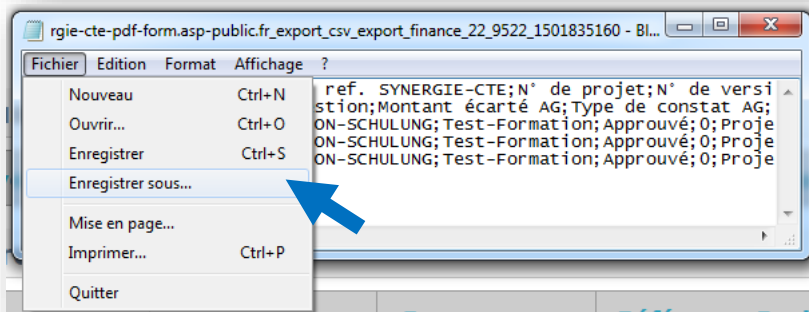 rgie-cte-pdf-form.asp-public.fr_export_csv_export_finance_22_9522_1501835160 - Bl...
Fichier Edition Format Affichage ?
Nouveau Ctrl+N
Ouvrir... Ctrl+O
Enregistrer Ctrl+S
Enregistrer sous...
Mise en page...
Imprimer... Ctrl+P
Quitter
ref. SYNERGIE-CTE;N° de projet;N° de versi
stion;Montant écarté AG;Type de constat AG;
ON-SCHULUNG;Test-Formation;Approuvé;0;Proje
ON-SCHULUNG;Test-Formation;Approuvé;0;Proje
ON-SCHULUNG;Test-Formation;Approuvé;0;Proje